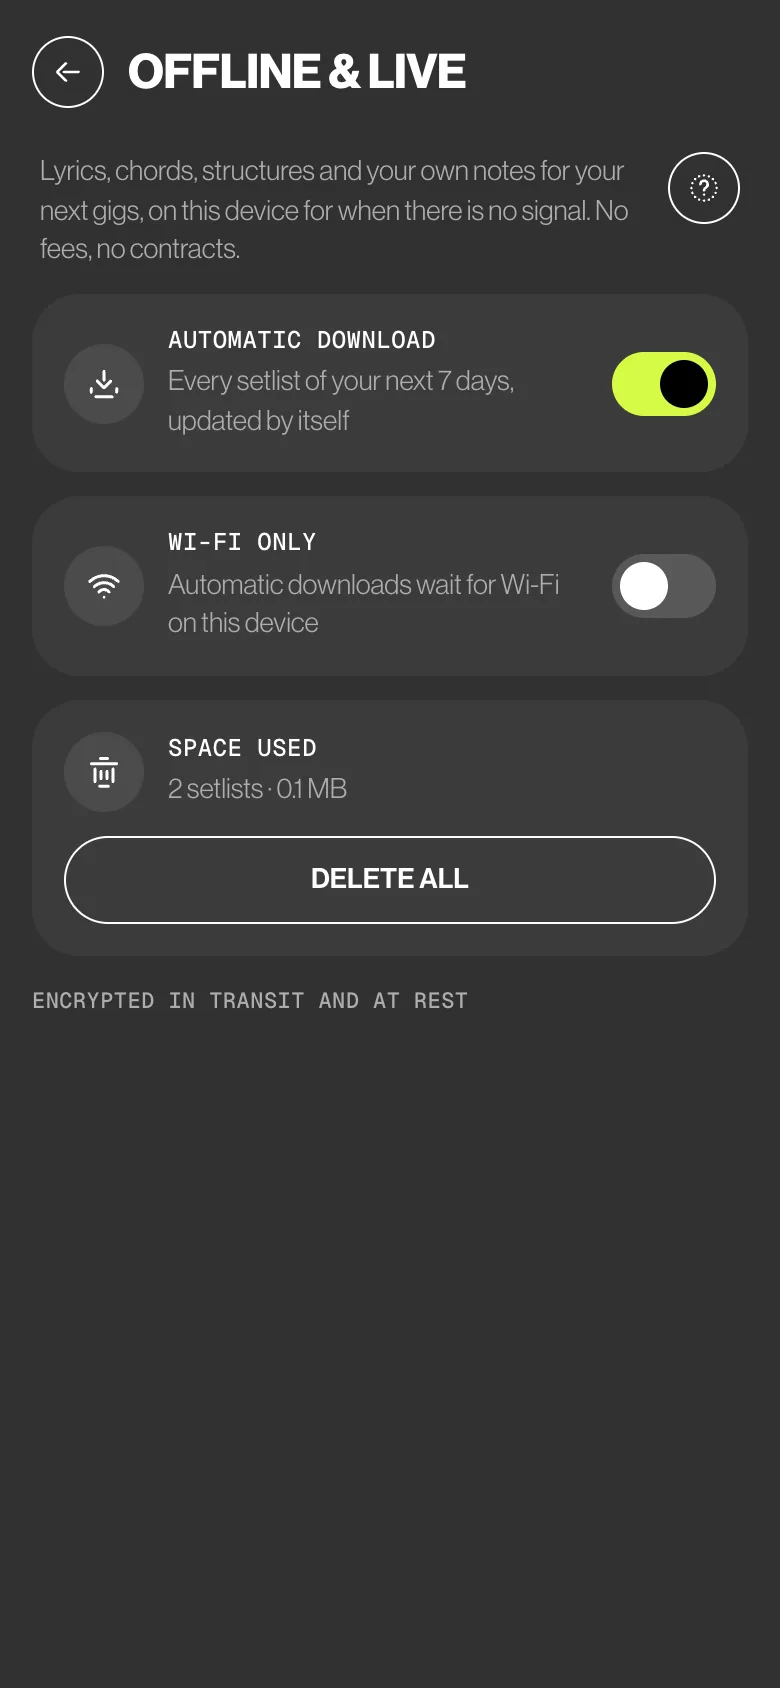 OFFLINE & LIVE
Lyrics, chords, structures and your own notes for your
next gigs, on this device for when there is no signal. No
fees, no contracts.
?
AUTOMATIC DOWNLOAD
Every setlist of your next 7 days,
updated by itself
WI-FI ONLY
Automatic downloads wait for Wi-Fi
on this device
SPACE USED
2 setlists · 0.1 MB
DELETE ALL
ENCRYPTED IN TRANSIT AND AT REST